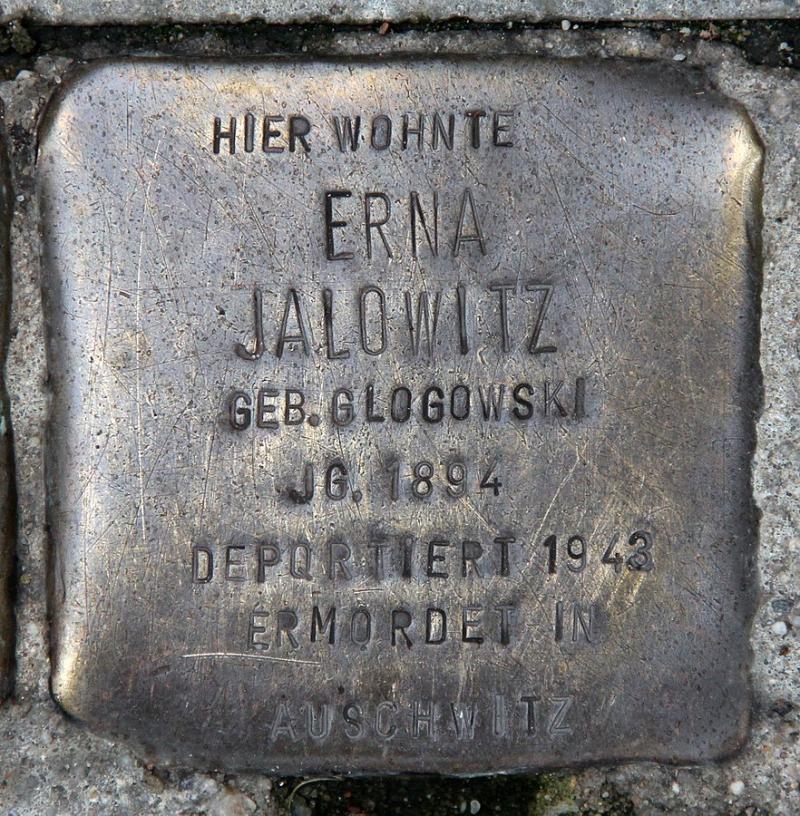 HIER WOHNTE
ERNA
JALOWITZ
GEB. GLOGOWSKI
JG. 1894
DEPORTIERT 1943
ERMORDET IN
AUSCHWITZ